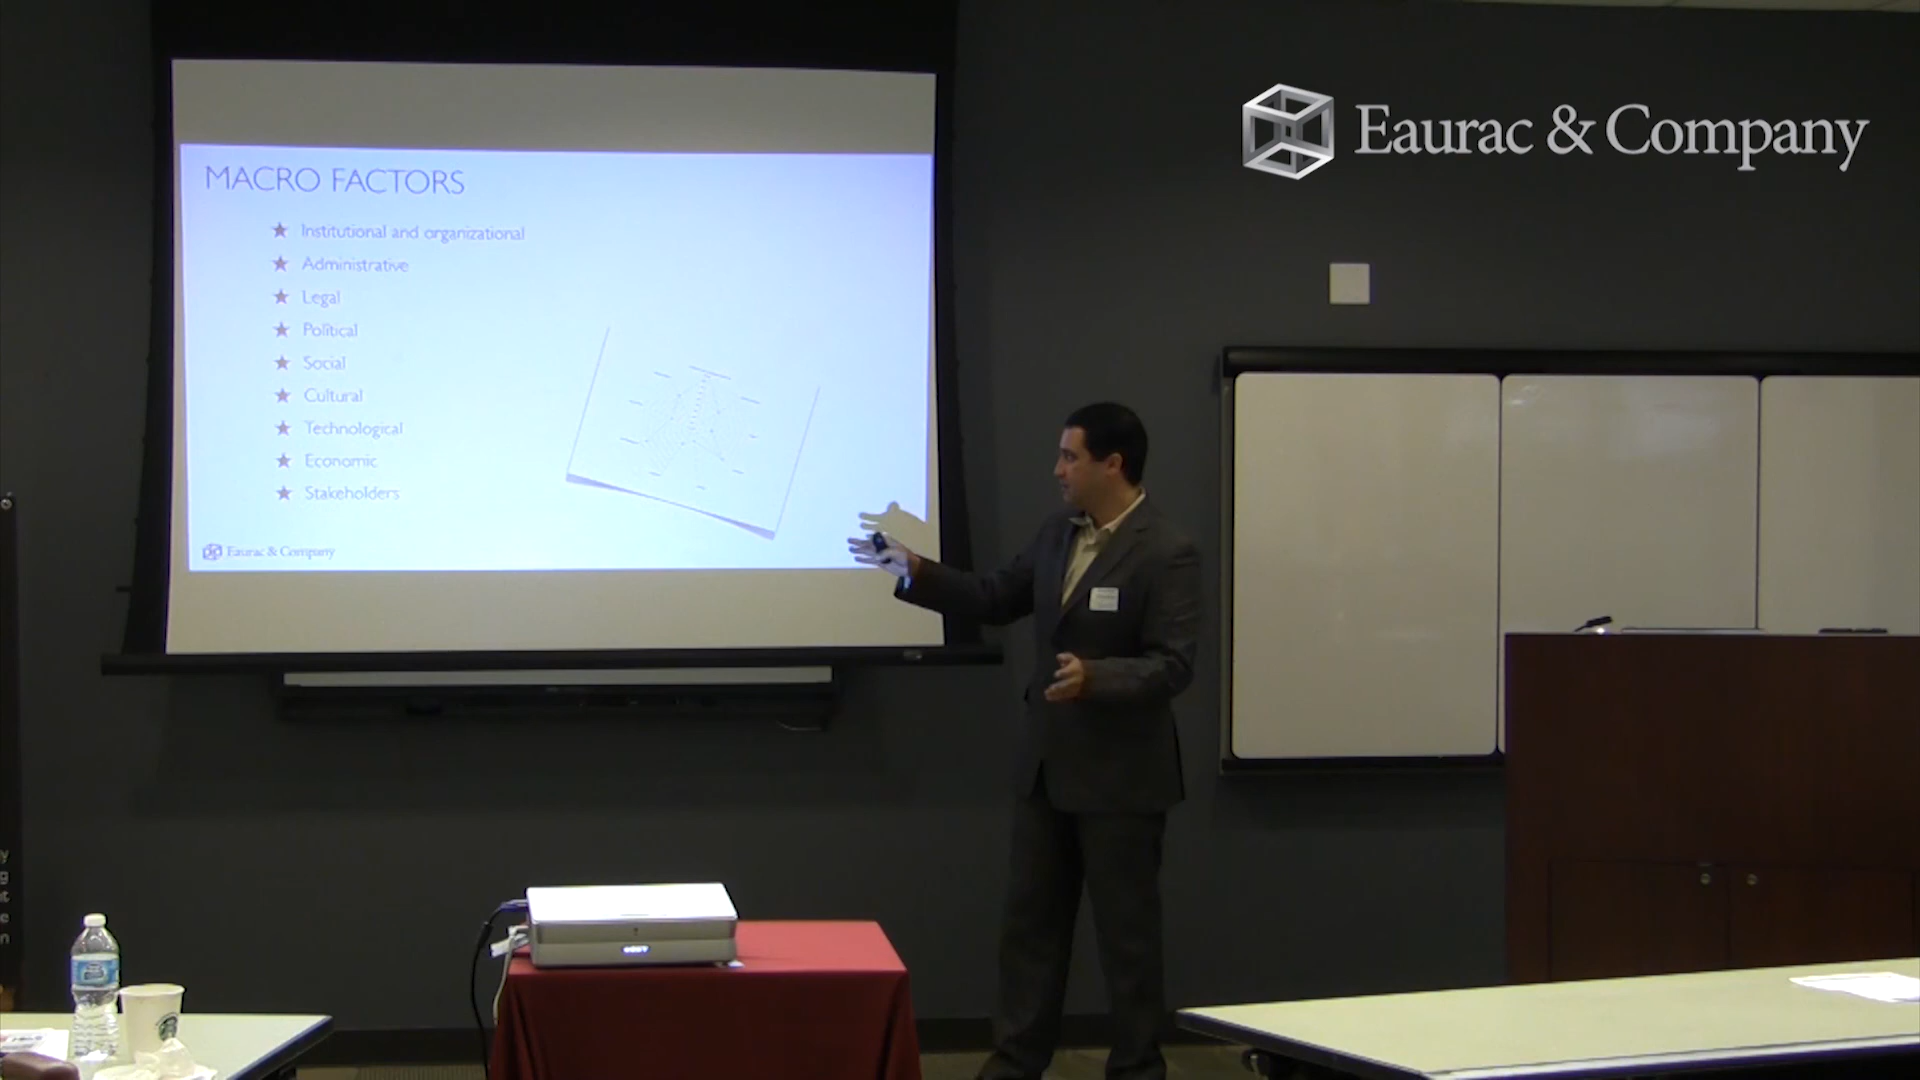 Eaurac & Company
MACRO FACTORS
★ Institutional and organizational
★ Administrative
★ Legal
★ Political
★ Social
★ Cultural
★ Technological
★ Economic
★ Stakeholders
Eaurac & Company